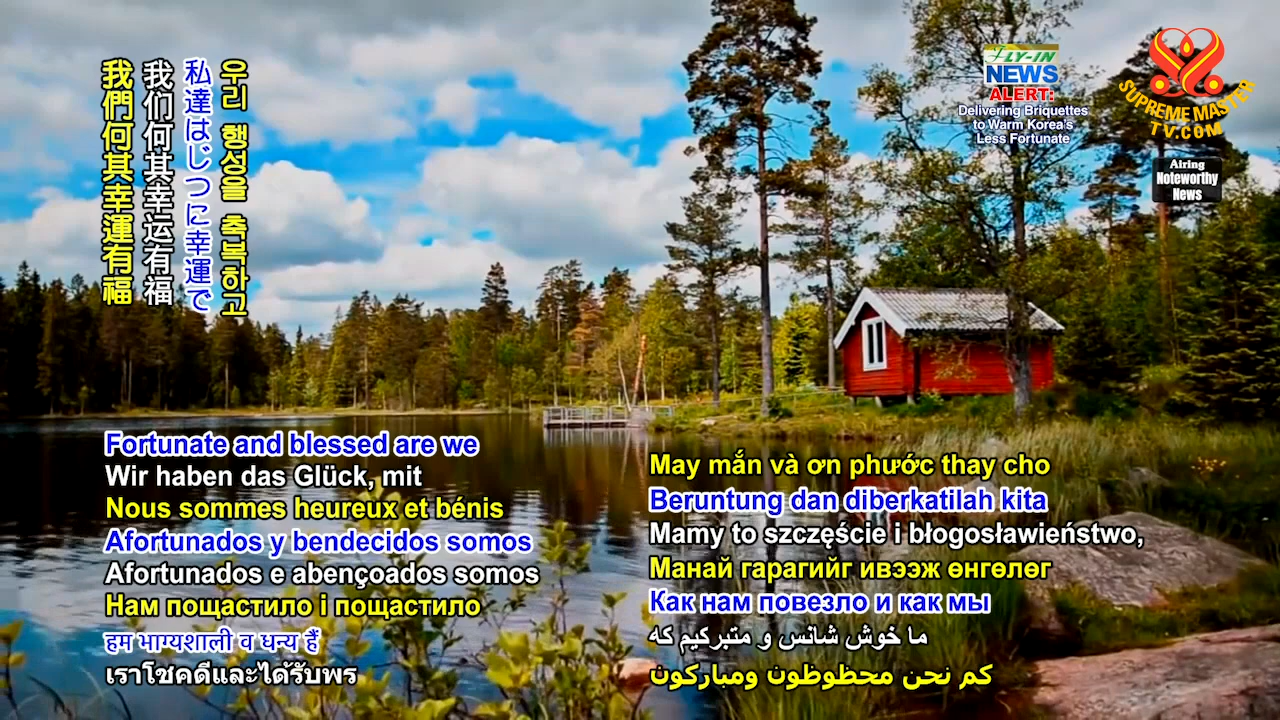 我們何其幸運有福
我们何其幸运有福
私達はじつに幸運で
우리 행성을 축복하고
FLY-IN
NEWS
ALERT:
Delivering Briquettes
to Warm Korea's
Less Fortunate
SUPREME MASTER
TV.COM
Airing
Noteworthy
News
Fortunate and blessed are we
Wir haben das Glück, mit
Nous sommes heureux et bénis
Afortunados y bendecidos somos
Afortunados e abençoados somos
Нам пощастило і пощастило
हम भाग्यशाली व धन्य हैं
เราโชคดีและได้รับพร
May mắn và ơn phước thay cho
Beruntung dan diberkatilah kita
Mamy to szczęście i błogosławieństwo,
Манай гарагийг ивээж өнгөлөг
Как нам повезло и как мы
ما خوش شانس و متبرکیم که
كم نحن محظوظون ومباركون